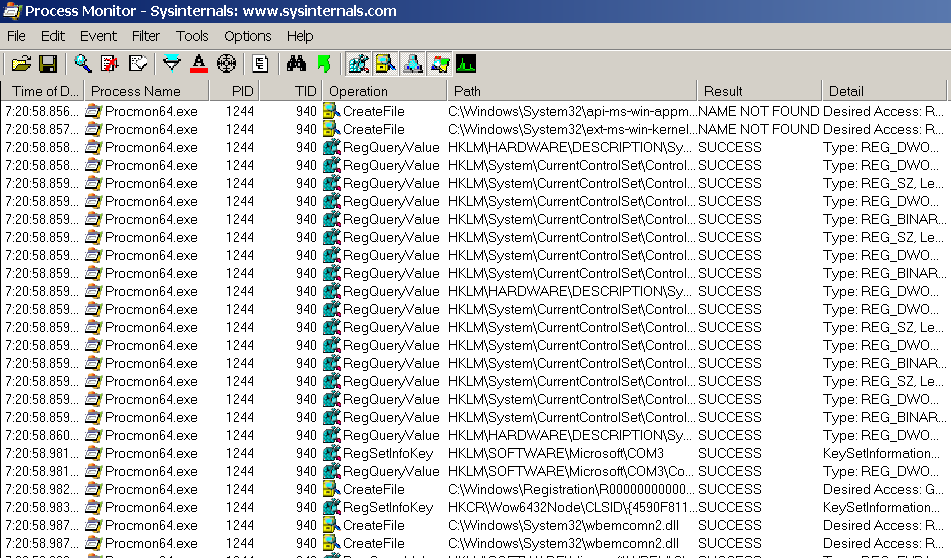 Process Monitor - Sysinternals: www.sysinternals.com
File Edit Event Filter Tools Options Help
Time of D... Process Name PID TID Operation Path Result Detail
7:20:58.856... Procmon64.exe 1244 940 CreateFile C:\Windows\System32\api-ms-win-appm... NAME NOT FOUND Desired Access: R...
7:20:58.857... Procmon64.exe 1244 940 CreateFile C:\Windows\System32\ext-ms-win-kernel... NAME NOT FOUND Desired Access: R...
7:20:58.858... Procmon64.exe 1244 940 RegQueryValue HKLM\HARDWARE\DESCRIPTION\Sy... SUCCESS Type: REG_DWO...
7:20:58.858... Procmon64.exe 1244 940 RegQueryValue HKLM\System\CurrentControlSet\Control... SUCCESS Type: REG_DWO...
7:20:58.859... Procmon64.exe 1244 940 RegQueryValue HKLM\System\CurrentControlSet\Control... SUCCESS Type: REG_SZ, Le...
7:20:58.859... Procmon64.exe 1244 940 RegQueryValue HKLM\System\CurrentControlSet\Control... SUCCESS Type: REG_DWO...
7:20:58.859... Procmon64.exe 1244 940 RegQueryValue HKLM\System\CurrentControlSet\Control... SUCCESS Type: REG_BINAR...
7:20:58.859... Procmon64.exe 1244 940 RegQueryValue HKLM\System\CurrentControlSet\Control... SUCCESS Type: REG_SZ, Le...
7:20:58.859... Procmon64.exe 1244 940 RegQueryValue HKLM\System\CurrentControlSet\Control... SUCCESS Type: REG_DWO...
7:20:58.859... Procmon64.exe 1244 940 RegQueryValue HKLM\System\CurrentControlSet\Control... SUCCESS Type: REG_BINAR...
7:20:58.859... Procmon64.exe 1244 940 RegQueryValue HKLM\HARDWARE\DESCRIPTION\Sy... SUCCESS Type: REG_DWO...
7:20:58.859... Procmon64.exe 1244 940 RegQueryValue HKLM\System\CurrentControlSet\Control... SUCCESS Type: REG_DWO...
7:20:58.859... Procmon64.exe 1244 940 RegQueryValue HKLM\System\CurrentControlSet\Control... SUCCESS Type: REG_SZ, Le...
7:20:58.859... Procmon64.exe 1244 940 RegQueryValue HKLM\System\CurrentControlSet\Control... SUCCESS Type: REG_DWO...
7:20:58.859... Procmon64.exe 1244 940 RegQueryValue HKLM\System\CurrentControlSet\Control... SUCCESS Type: REG_BINAR...
7:20:58.859... Procmon64.exe 1244 940 RegQueryValue HKLM\System\CurrentControlSet\Control... SUCCESS Type: REG_SZ, Le...
7:20:58.859... Procmon64.exe 1244 940 RegQueryValue HKLM\System\CurrentControlSet\Control... SUCCESS Type: REG_DWO...
7:20:58.859... Procmon64.exe 1244 940 RegQueryValue HKLM\System\CurrentControlSet\Control... SUCCESS Type: REG_BINAR...
7:20:58.860... Procmon64.exe 1244 940 RegQueryValue HKLM\HARDWARE\DESCRIPTION\Sy... SUCCESS Type: REG_DWO...
7:20:58.981... Procmon64.exe 1244 940 RegSetInfoKey HKLM\SOFTWARE\Microsoft\COM3 SUCCESS KeySetInformation...
7:20:58.981... Procmon64.exe 1244 940 RegQueryValue HKLM\SOFTWARE\Microsoft\COM3\Co... SUCCESS Type: REG_DWO...
7:20:58.982... Procmon64.exe 1244 940 CreateFile C:\Windows\Registration\R00000000000... SUCCESS Desired Access: G...
7:20:58.983... Procmon64.exe 1244 940 RegSetInfoKey HKCR\Wow6432Node\CLSID\{4590F811... SUCCESS KeySetInformation...
7:20:58.987... Procmon64.exe 1244 940 CreateFile C:\Windows\System32\wbemcomn2.dll SUCCESS Desired Access: R...
7:20:58.987... Procmon64.exe 1244 940 CreateFile C:\Windows\System32\wbemcomn2.dll SUCCESS Desired Access: R...